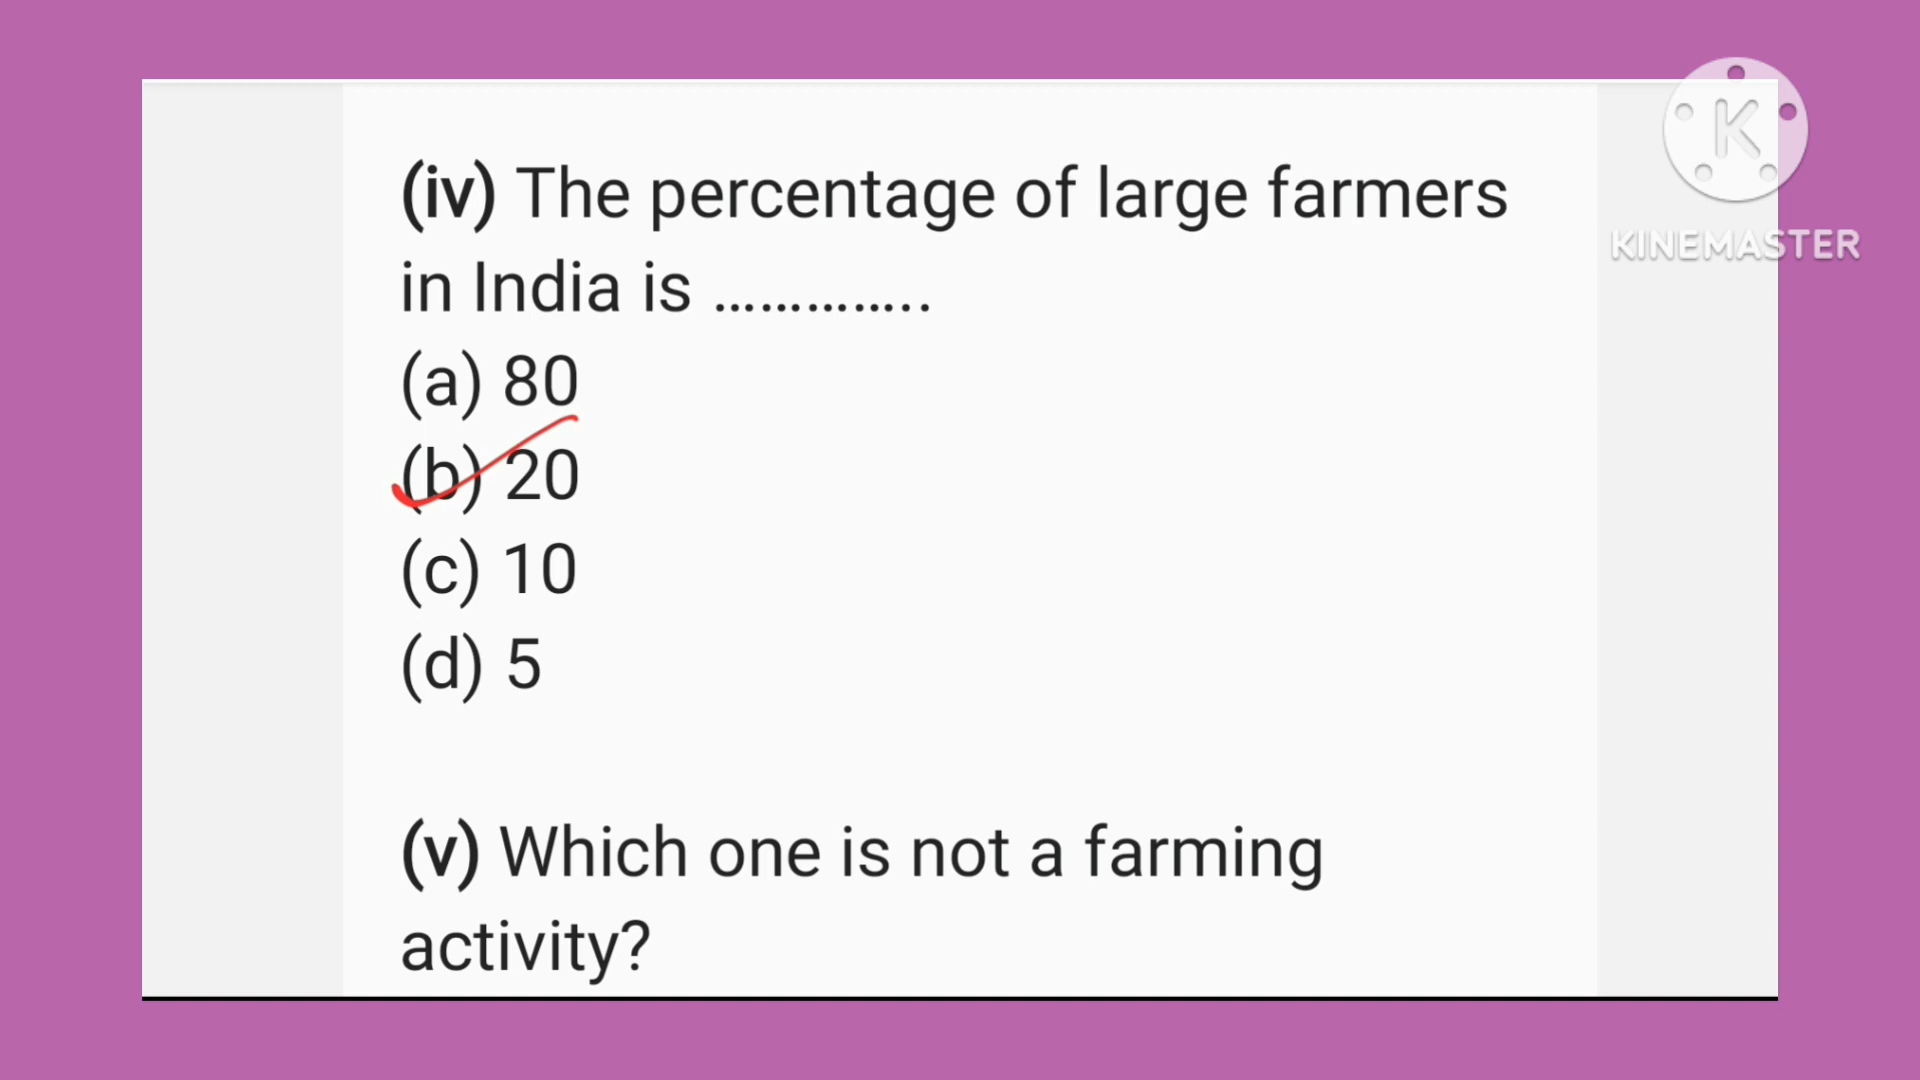 (iv) The percentage of large farmers
in India is …………..
(a) 80
(b) 20
(c) 10
(d) 5
(v) Which one is not a farming
activity?
K
KINEMASTER